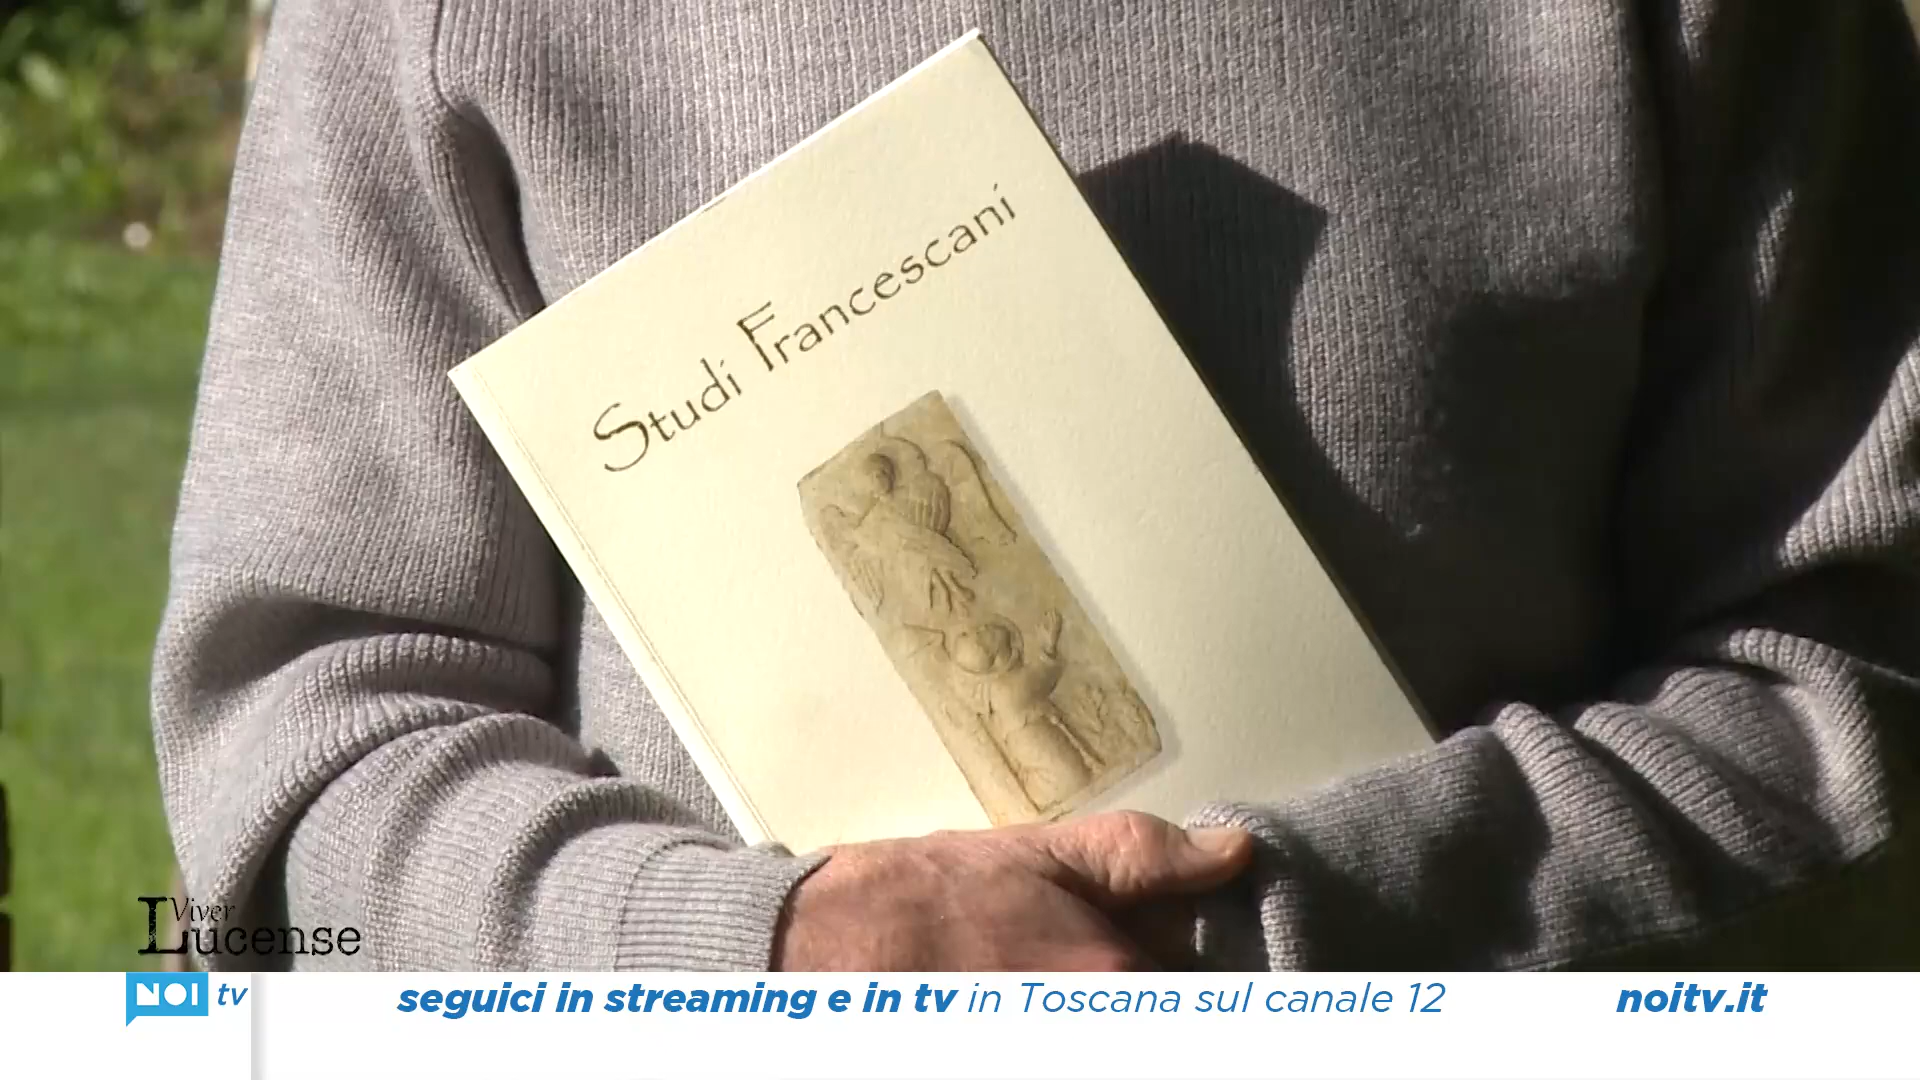 Studi Francescani
Viver
Lucense
NOI tv
seguici in streaming e in tv in Toscana sul canale 12
noitv.it